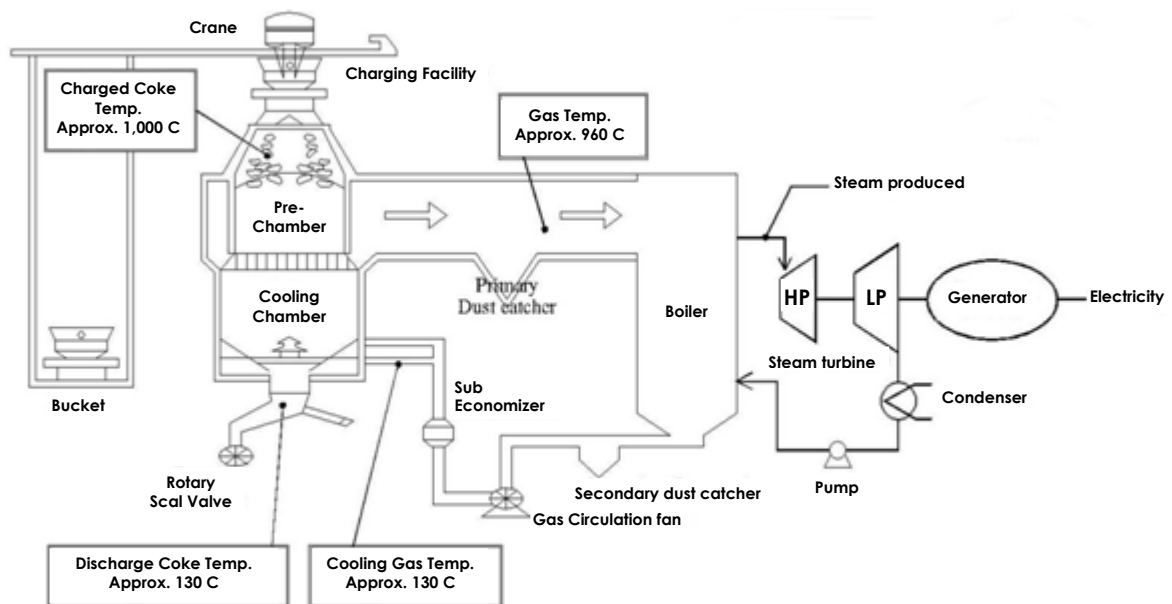 Crane
Charging Facility
Charged Coke
Temp.
Approx. 1,000 C
Gas Temp.
Approx. 960 C
Steam produced
Pre-
Chamber
Primary
Dust catcher
Cooling
Chamber
Boiler
HP
LP
Generator
Electricity
Steam turbine
Condenser
Sub
Economizer
Bucket
Rotary
Scal Valve
Secondary dust catcher
Pump
Gas Circulation fan
Discharge Coke Temp.
Approx. 130 C
Cooling Gas Temp.
Approx. 130 C